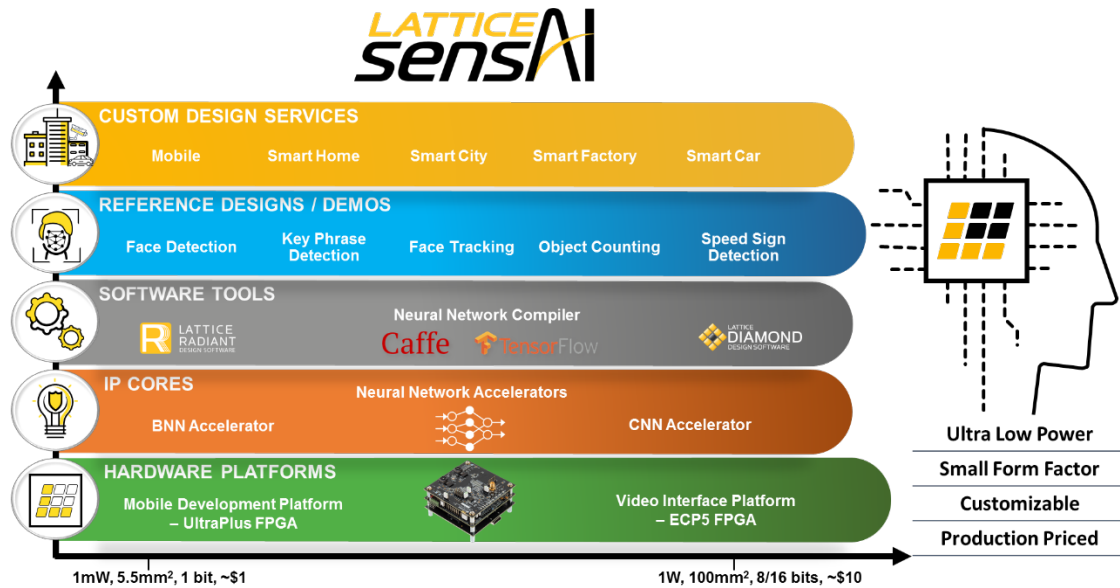 LATTICE
sensAI
CUSTOM DESIGN SERVICES
Mobile
Smart Home
Smart City
Smart Factory
Smart Car
REFERENCE DESIGNS / DEMOS
Face Detection
Key Phrase
Detection
Face Tracking
Object Counting
Speed Sign
Detection
SOFTWARE TOOLS
LATTICE
RADIANT
DESIGN SOFTWARE
Neural Network Compiler
Caffe
TensorFlow
LATTICE
DIAMOND
DESIGN SOFTWARE
IP CORES
Neural Network Accelerators
BNN Accelerator
CNN Accelerator
HARDWARE PLATFORMS
Mobile Development Platform
– UltraPlus FPGA
Video Interface Platform
– ECP5 FPGA
1mW, 5.5mm², 1 bit, ~$1
1W, 100mm², 8/16 bits, ~$10
Ultra Low Power
Small Form Factor
Customizable
Production Priced